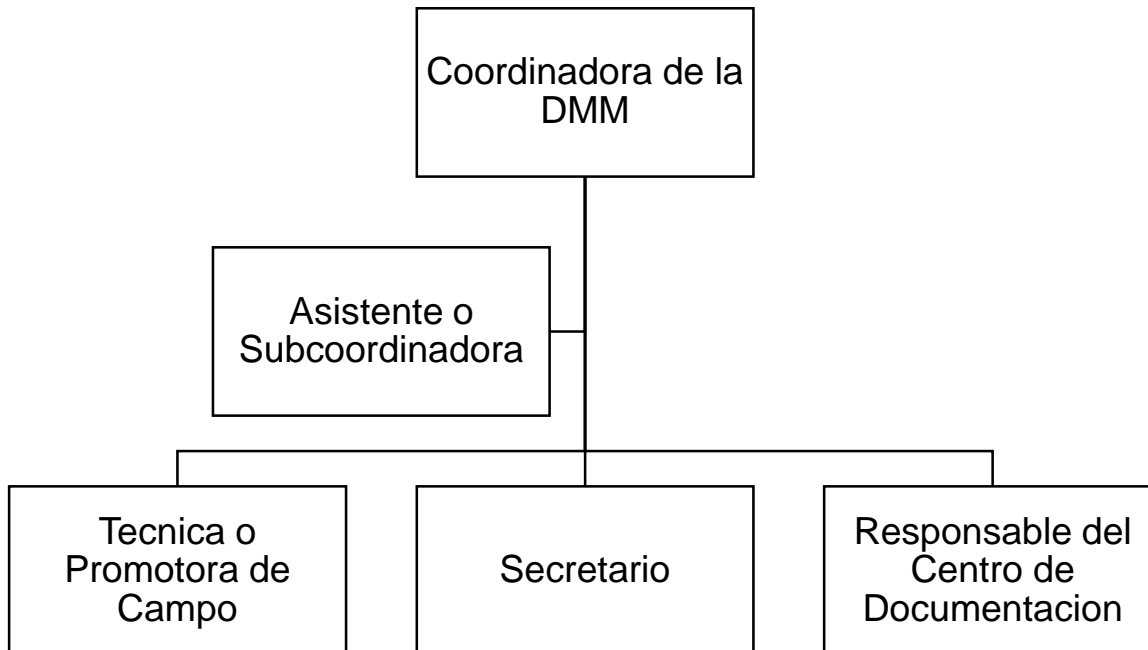 Coordinadora de la
DMM
Asistente o
Subcoordinadora
Tecnica o
Promotora de
Campo
Secretario
Responsable del
Centro de
Documentacion